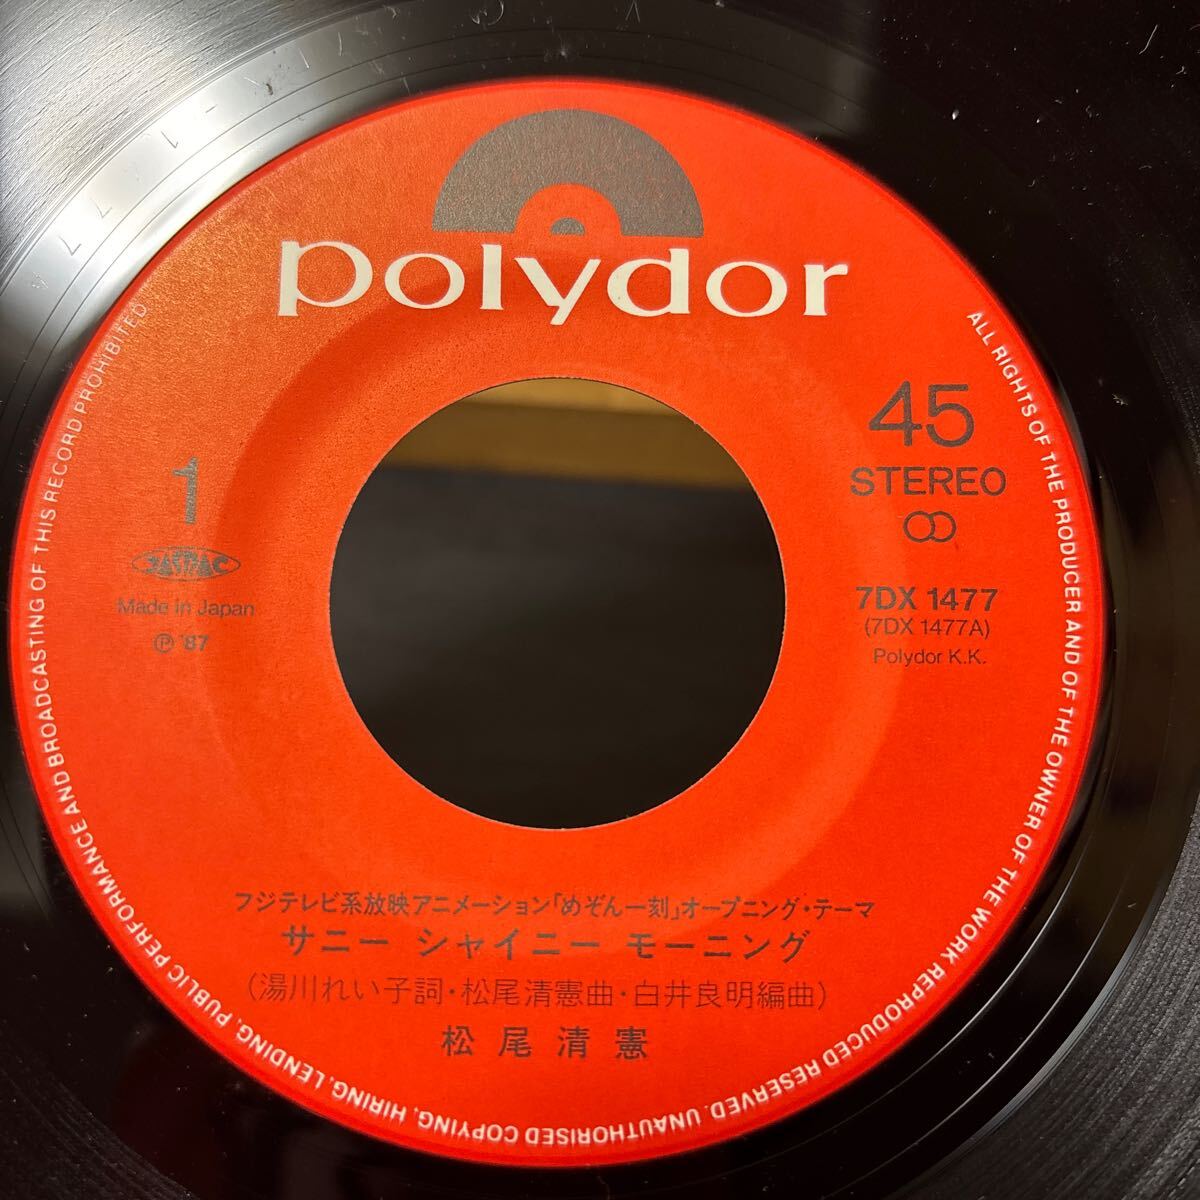 polydor
45
STEREO
1
JASRAC
Made in Japan
Ⓟ '87
7DX 1477
(7DX 1477A)
Polydor K.K.
フジテレビ系放映アニメーション「めぞん一刻」オープニング・テーマ
サニー シャイニー モーニング
(湯川れい子詞・松尾清憲曲・白井良明編曲)
松尾清憲
ALL RIGHTS OF THE PRODUCER AND OF THE OWNER OF THE WORK REPRODUCED RESERVED. UNAUTHORISED COPYING, HIRING, LENDING, PUBLIC PERFORMANCE AND BROADCASTING OF THIS RECORD PROHIBITED